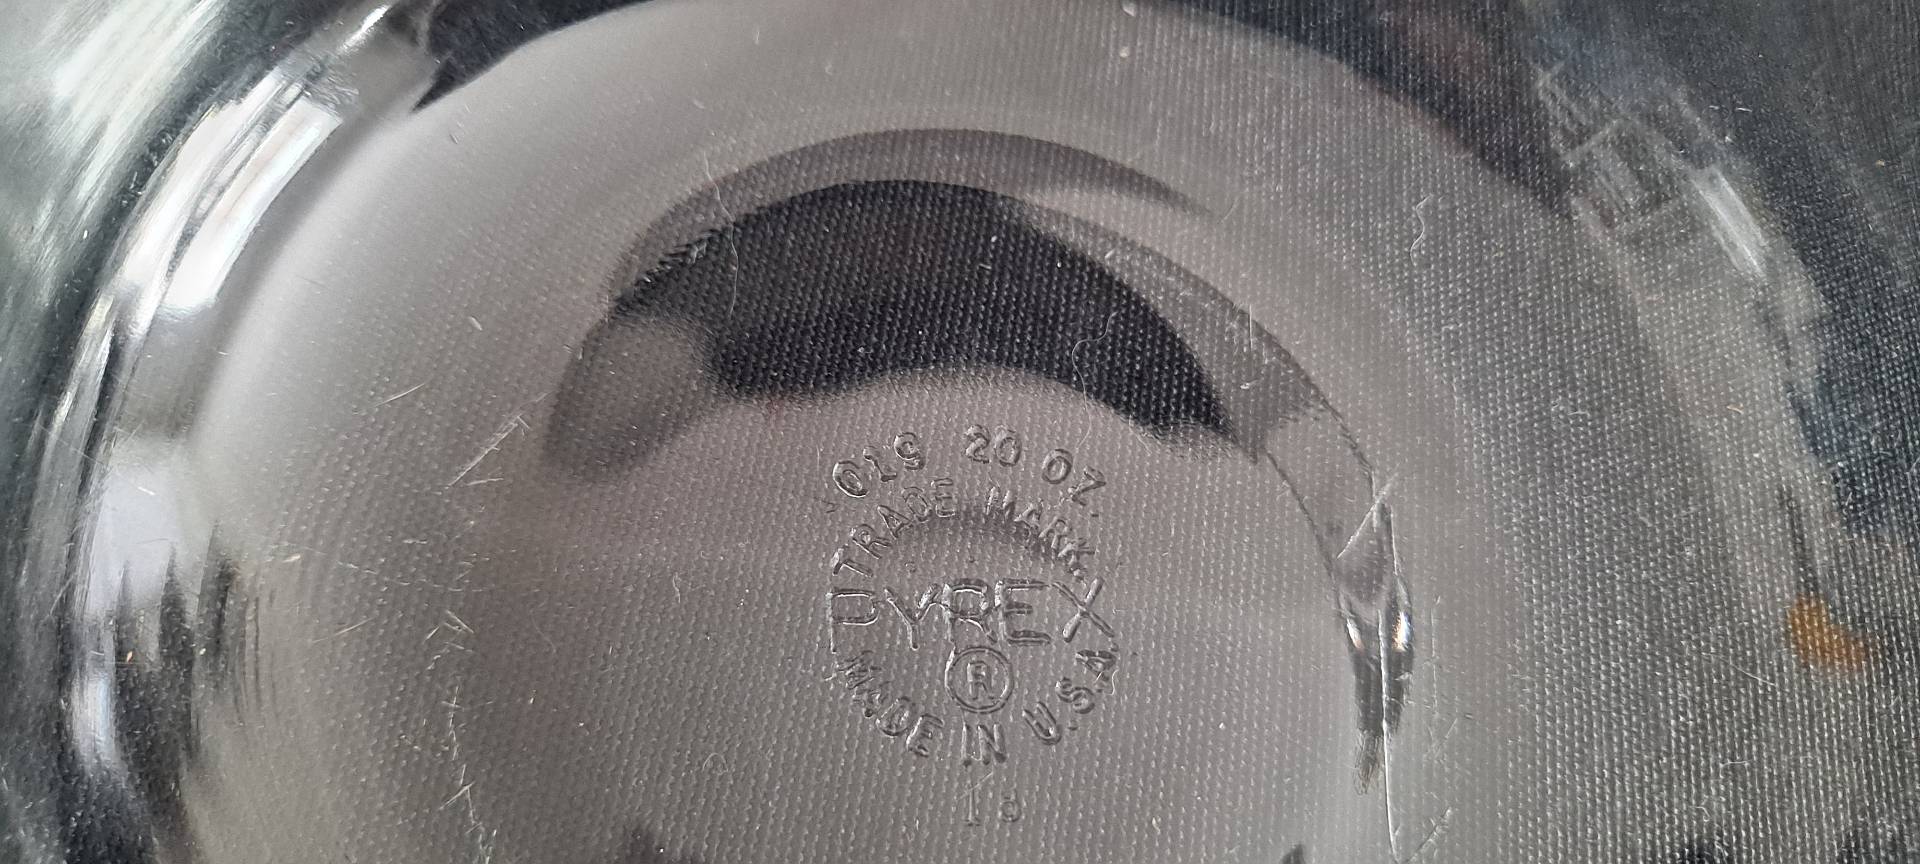 019 20 OZ.
TRADE MARK
PYREX
®
MADE IN U.S.A